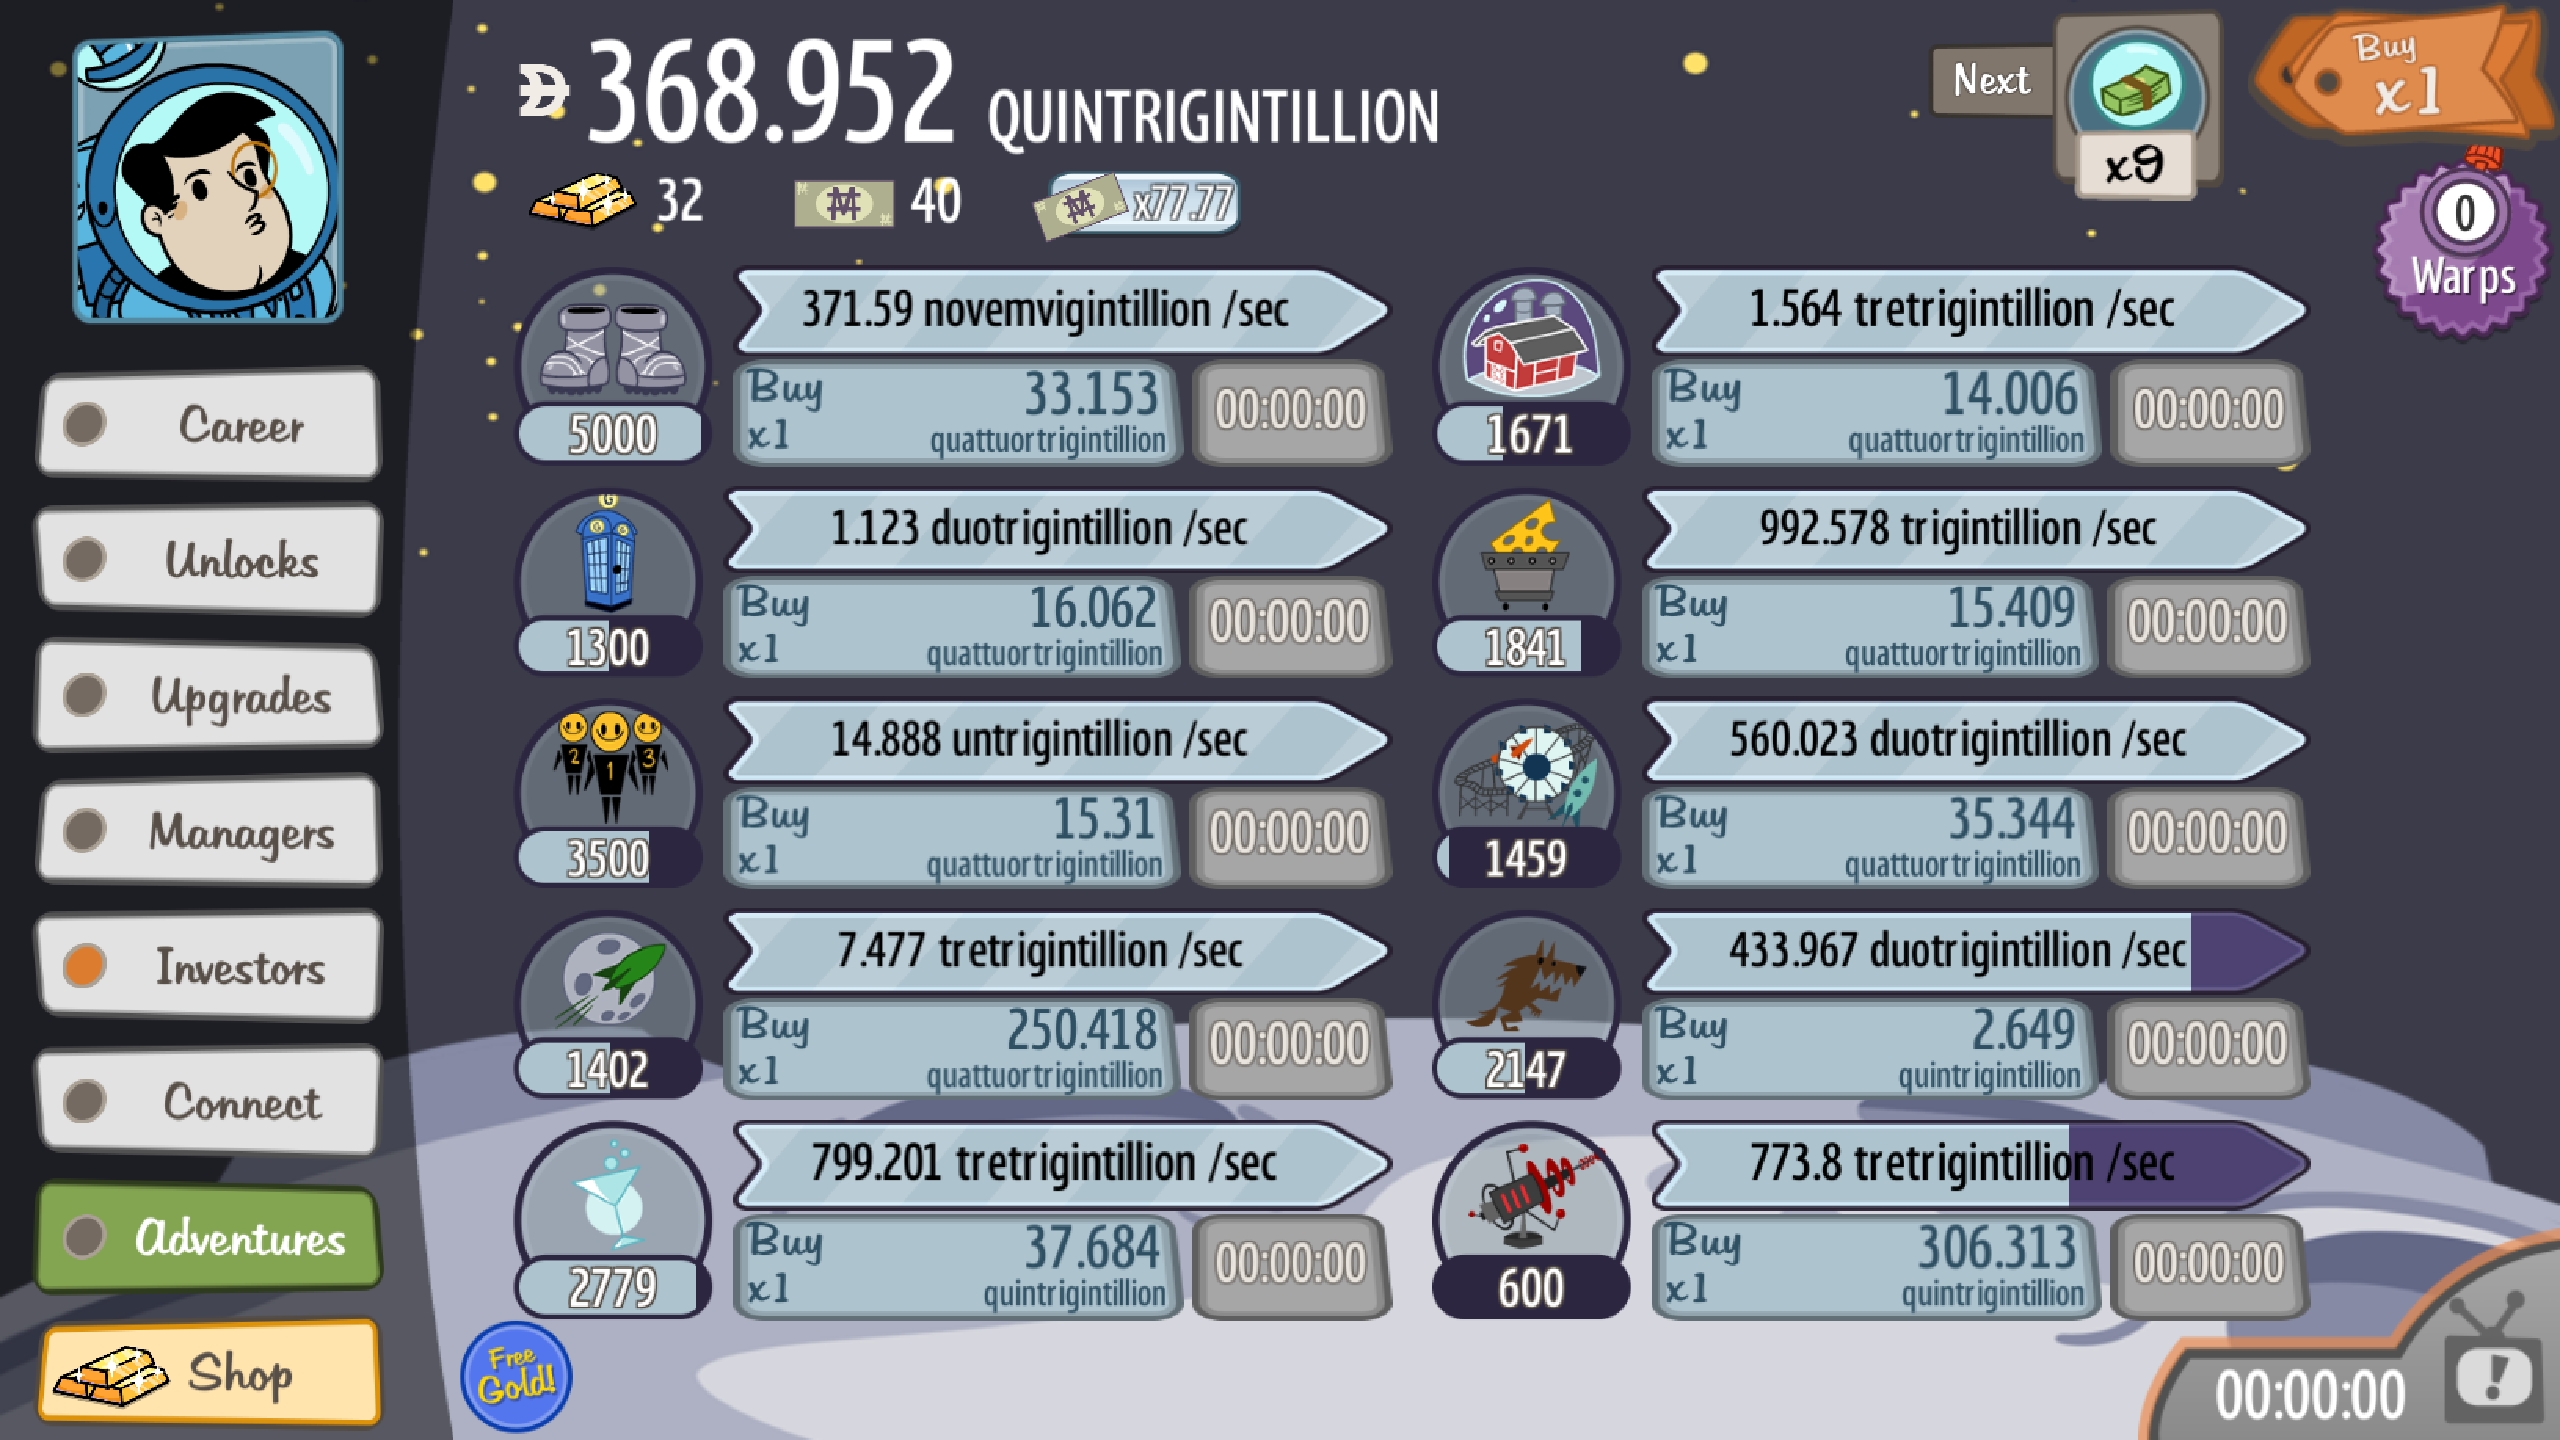 368.952 QUINTRIGINTILLION
Next
x9
Buy
x1
32
40
x77.77
0
Warps
Career
Unlocks
Upgrades
Managers
Investors
Connect
Adventures
Shop
371.59 novemvigintillion /sec
5000
Buy
x1
33.153
quattuortrigintillion
00:00:00
1.564 tretrigintillion /sec
1671
Buy
x1
14.006
quattuortrigintillion
00:00:00
G
G G
1.123 duotrigintillion /sec
1300
Buy
x1
16.062
quattuortrigintillion
00:00:00
992.578 trigintillion /sec
1841
Buy
x1
15.409
quattuortrigintillion
00:00:00
2 1 3
14.888 untrigintillion /sec
3500
Buy
x1
15.31
quattuortrigintillion
00:00:00
560.023 duotrigintillion /sec
1459
Buy
x1
35.344
quattuortrigintillion
00:00:00
7.477 tretrigintillion /sec
1402
Buy
x1
250.418
quattuortrigintillion
00:00:00
433.967 duotrigintillion /sec
2147
Buy
x1
2.649
quintrigintillion
00:00:00
799.201 tretrigintillion /sec
2779
Buy
x1
37.684
quintrigintillion
00:00:00
773.8 tretrigintillion /sec
600
Buy
x1
306.313
quintrigintillion
00:00:00
Free
Gold!
00:00:00
!